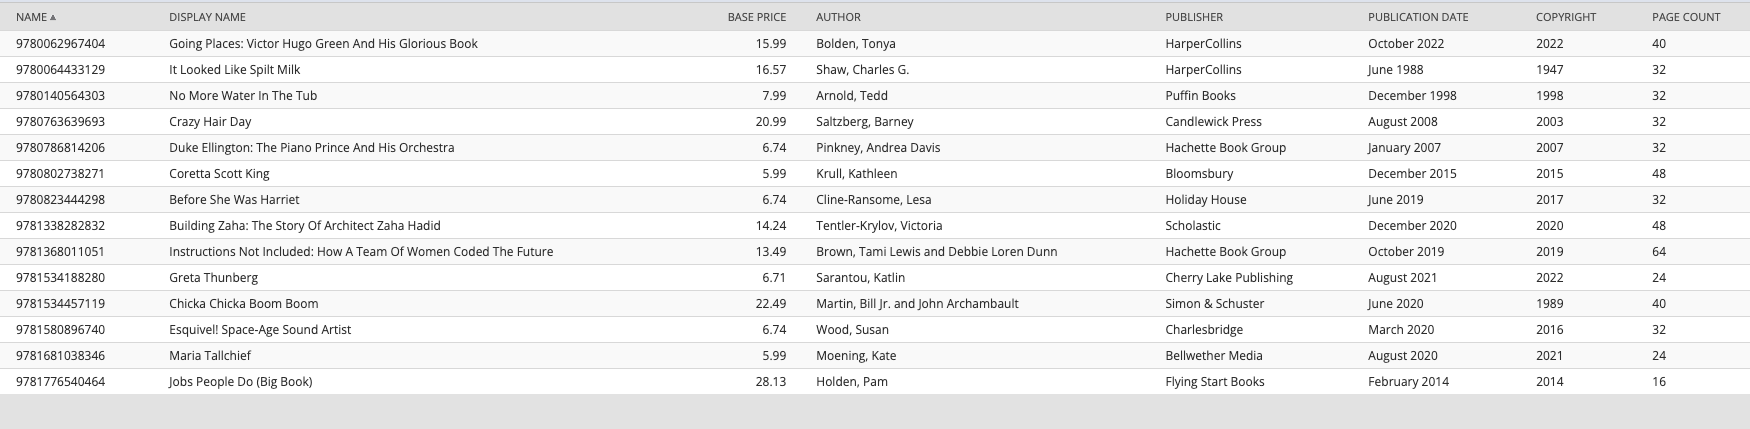 NAME DISPLAY NAME BASE PRICE AUTHOR PUBLISHER PUBLICATION DATE COPYRIGHT PAGE COUNT
9780062967404 Going Places: Victor Hugo Green And His Glorious Book 15.99 Bolden, Tonya HarperCollins October 2022 2022 40
9780064433129 It Looked Like Spilt Milk 16.57 Shaw, Charles G. HarperCollins June 1988 1947 32
9780140564303 No More Water In The Tub 7.99 Arnold, Tedd Puffin Books December 1998 1998 32
9780763639693 Crazy Hair Day 20.99 Saltzberg, Barney Candlewick Press August 2008 2003 32
9780786814206 Duke Ellington: The Piano Prince And His Orchestra 6.74 Pinkney, Andrea Davis Hachette Book Group January 2007 2007 32
9780802738271 Coretta Scott King 5.99 Krull, Kathleen Bloomsbury December 2015 2015 48
9780823444298 Before She Was Harriet 6.74 Cline-Ransome, Lesa Holiday House June 2019 2017 32
9781338282832 Building Zaha: The Story Of Architect Zaha Hadid 14.24 Tentler-Krylov, Victoria Scholastic December 2020 2020 48
9781368011051 Instructions Not Included: How A Team Of Women Coded The Future 13.49 Brown, Tami Lewis and Debbie Loren Dunn Hachette Book Group October 2019 2019 64
9781534188280 Greta Thunberg 6.71 Sarantou, Katlin Cherry Lake Publishing August 2021 2022 24
9781534457119 Chicka Chicka Boom Boom 22.49 Martin, Bill Jr. and John Archambault Simon & Schuster June 2020 1989 40
9781580896740 Esquivel! Space-Age Sound Artist 6.74 Wood, Susan Charlesbridge March 2020 2016 32
9781681038346 Maria Tallchief 5.99 Moening, Kate Bellwether Media August 2020 2021 24
9781776540464 Jobs People Do (Big Book) 28.13 Holden, Pam Flying Start Books February 2014 2014 16